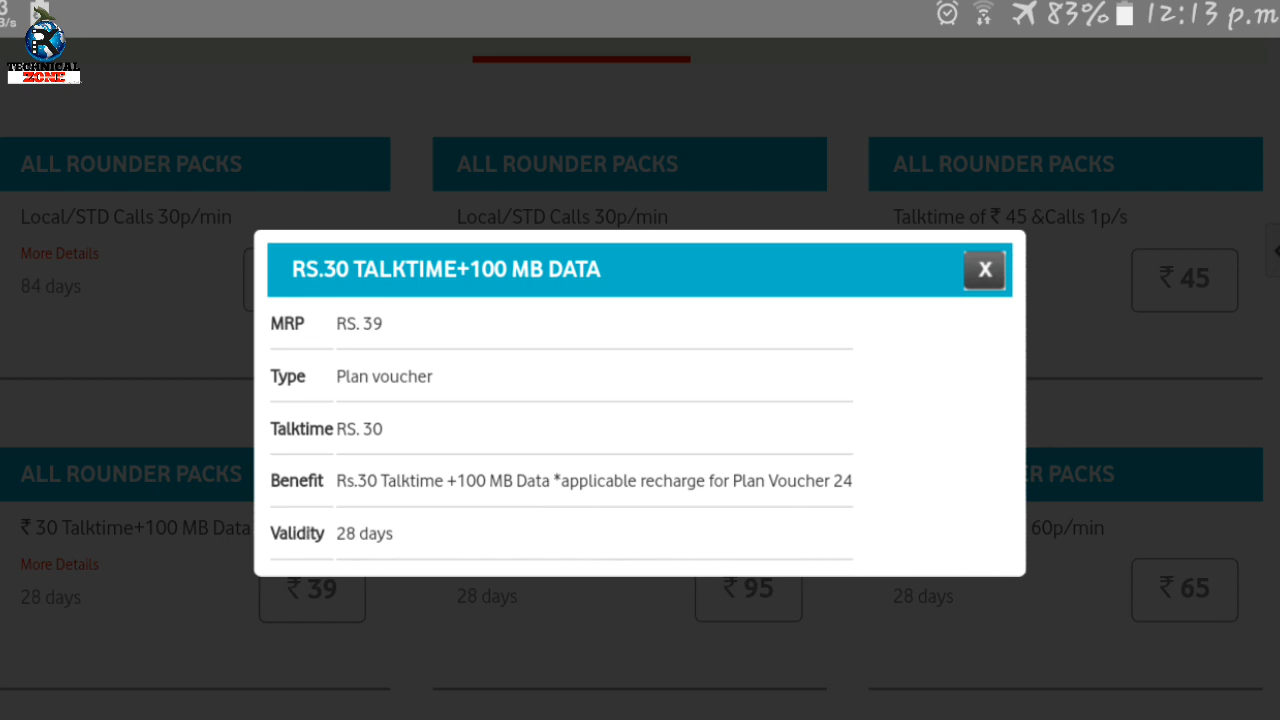 3
B/s
83% 12:13 p.m
TECHNICAL
ZONE
ALL ROUNDER PACKS
ALL ROUNDER PACKS
ALL ROUNDER PACKS
Local/STD Calls 30p/min
Local/STD Calls 30p/min
Talktime of ₹ 45 &Calls 1p/s
More Details
84 days
₹ 45
RS.30 TALKTIME+100 MB DATA
X
MRP RS. 39
Type Plan voucher
Talktime RS. 30
Benefit Rs.30 Talktime +100 MB Data *applicable recharge for Plan Voucher 24
Validity 28 days
ALL ROUNDER PACKS
R PACKS
₹ 30 Talktime+100 MB Data
60p/min
More Details
28 days
₹ 39
28 days
₹ 95
28 days
₹ 65